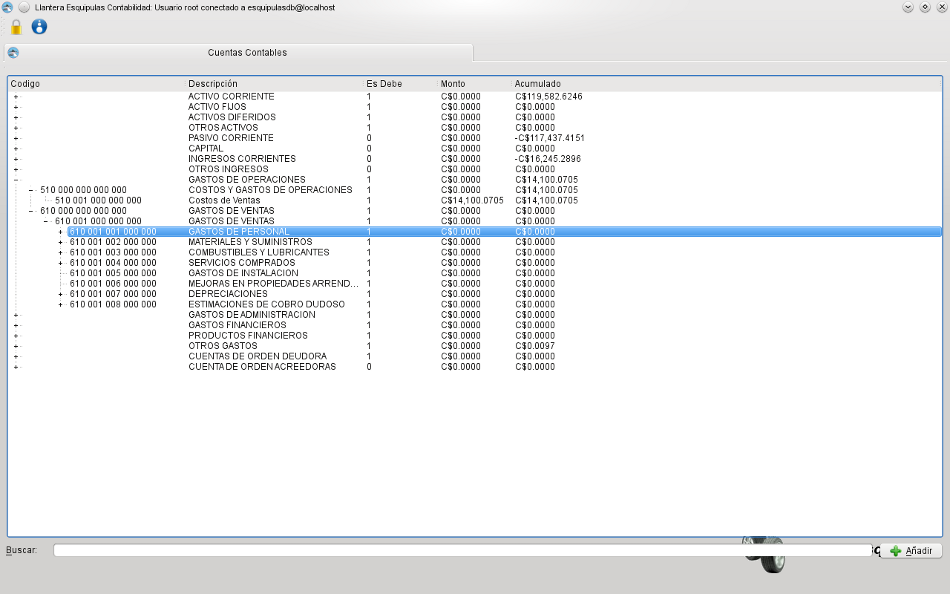 Llantera Esquipulas Contabilidad: Usuario root conectado a esquipulasdb@localhost
Cuentas Contables
Codigo Descripción Es Debe Monto Acumulado
ACTIVO CORRIENTE 1 C$0.0000 C$119,582.6246
ACTIVO FIJOS 1 C$0.0000 C$0.0000
ACTIVOS DIFERIDOS 1 C$0.0000 C$0.0000
OTROS ACTIVOS 1 C$0.0000 C$0.0000
PASIVO CORRIENTE 0 C$0.0000 -C$117,437.4151
CAPITAL 0 C$0.0000 C$0.0000
INGRESOS CORRIENTES 0 C$0.0000 -C$16,245.2896
OTROS INGRESOS 0 C$0.0000 C$0.0000
GASTOS DE OPERACIONES 1 C$0.0000 C$14,100.0705
510 000 000 000 000 COSTOS Y GASTOS DE OPERACIONES 1 C$0.0000 C$14,100.0705
510 001 000 000 000 Costos de Ventas 1 C$14,100.0705 C$14,100.0705
610 000 000 000 000 GASTOS DE VENTAS 1 C$0.0000 C$0.0000
610 001 000 000 000 GASTOS DE VENTAS 1 C$0.0000 C$0.0000
610 001 001 000 000 GASTOS DE PERSONAL 1 C$0.0000 C$0.0000
610 001 002 000 000 MATERIALES Y SUMINISTROS 1 C$0.0000 C$0.0000
610 001 003 000 000 COMBUSTIBLES Y LUBRICANTES 1 C$0.0000 C$0.0000
610 001 004 000 000 SERVICIOS COMPRADOS 1 C$0.0000 C$0.0000
610 001 005 000 000 GASTOS DE INSTALACION 1 C$0.0000 C$0.0000
610 001 006 000 000 MEJORAS EN PROPIEDADES ARREND... 1 C$0.0000 C$0.0000
610 001 007 000 000 DEPRECIACIONES 1 C$0.0000 C$0.0000
610 001 008 000 000 ESTIMACIONES DE COBRO DUDOSO 1 C$0.0000 C$0.0000
GASTOS DE ADMINISTRACION 1 C$0.0000 C$0.0000
GASTOS FINANCIEROS 1 C$0.0000 C$0.0000
PRODUCTOS FINANCIEROS 1 C$0.0000 C$0.0000
OTROS GASTOS 1 C$0.0000 C$0.0097
CUENTAS DE ORDEN DEUDORA 1 C$0.0000 C$0.0000
CUENTA DE ORDEN ACREEDORAS 0 C$0.0000 C$0.0000
Buscar: Añadir